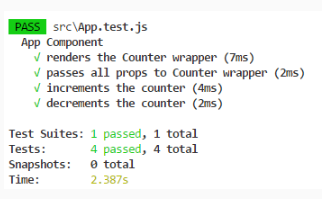 PASS src\App.test.js
App Component
√ renders the Counter wrapper (7ms)
√ passes all props to Counter wrapper (2ms)
√ increments the counter (4ms)
√ decrements the counter (2ms)
Test Suites: 1 passed, 1 total
Tests: 4 passed, 4 total
Snapshots: 0 total
Time: 2.387s